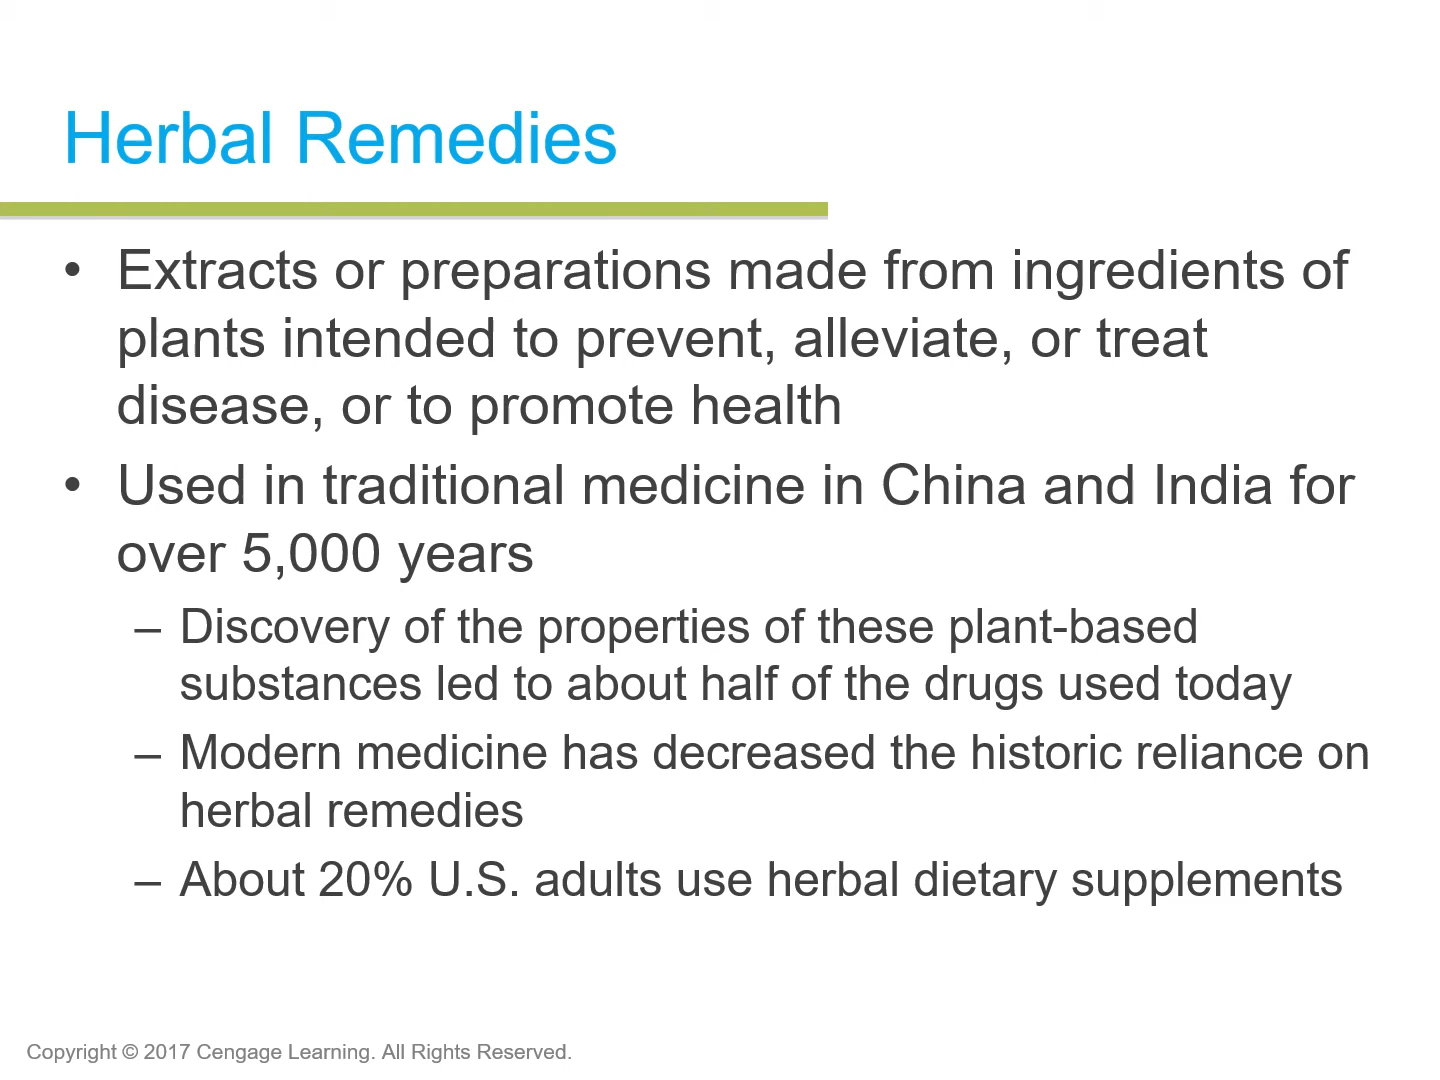 Herbal Remedies
• Extracts or preparations made from ingredients of
plants intended to prevent, alleviate, or treat
disease, or to promote health
• Used in traditional medicine in China and India for
over 5,000 years
– Discovery of the properties of these plant-based
substances led to about half of the drugs used today
– Modern medicine has decreased the historic reliance on
herbal remedies
– About 20% U.S. adults use herbal dietary supplements
Copyright © 2017 Cengage Learning. All Rights Reserved.